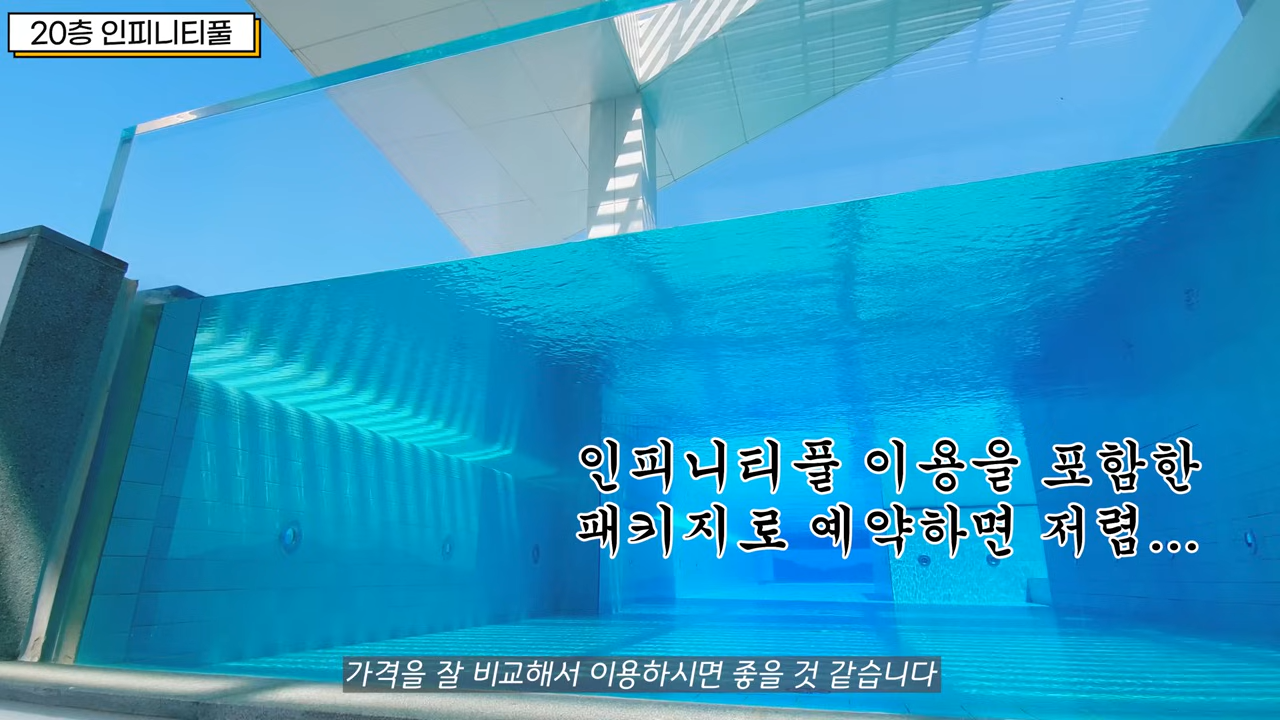 20층 인피니티풀
인피니티풀 이용을 포함한
패키지로 예약하면 저렴...
가격을 잘 비교해서 이용하시면 좋을 것 같습니다